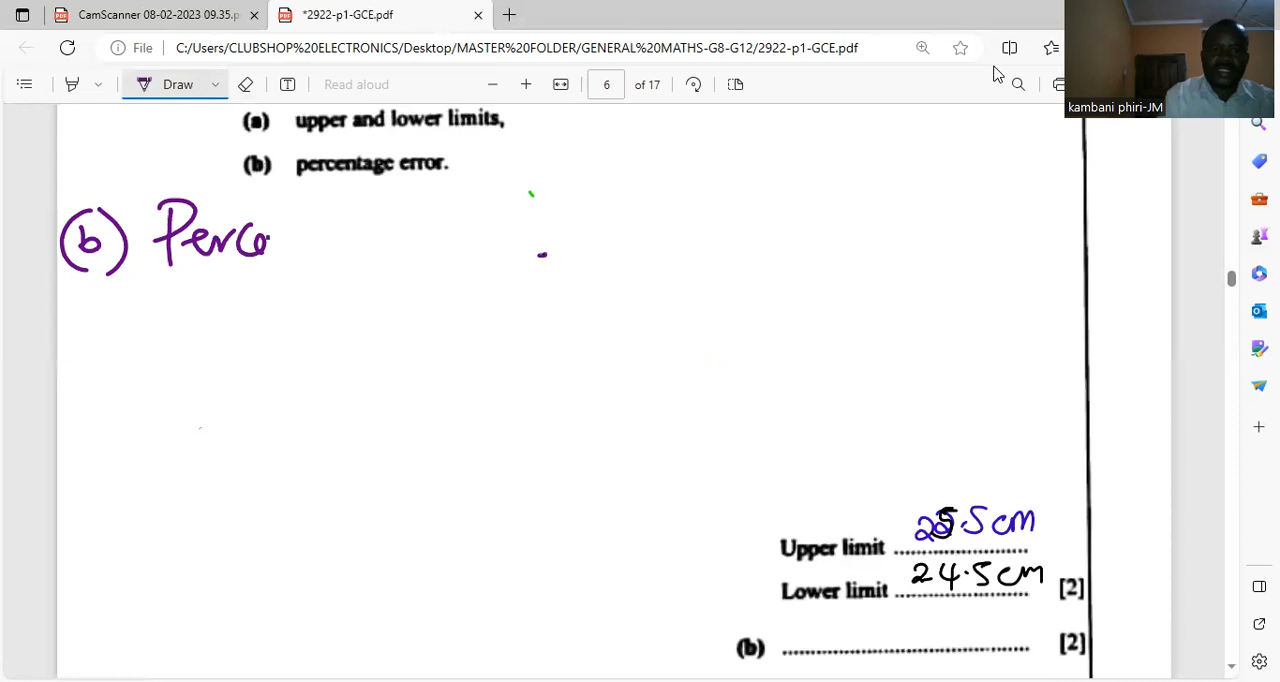 CamScanner 08-02-2023 09.35.p
*2922-p1-GCE.pdf
File
C:/Users/CLUBSHOP%20ELECTRONICS/Desktop/MASTER%20FOLDER/GENERAL%20MATHS-G8-G12/2922-p1-GCE.pdf
Draw
Read aloud
6 of 17
kambani phiri-JM
(a) upper and lower limits,
(b) percentage error.
(b) Perce
Upper limit 25.5cm
Lower limit 24.5cm [2]
(b) [2]